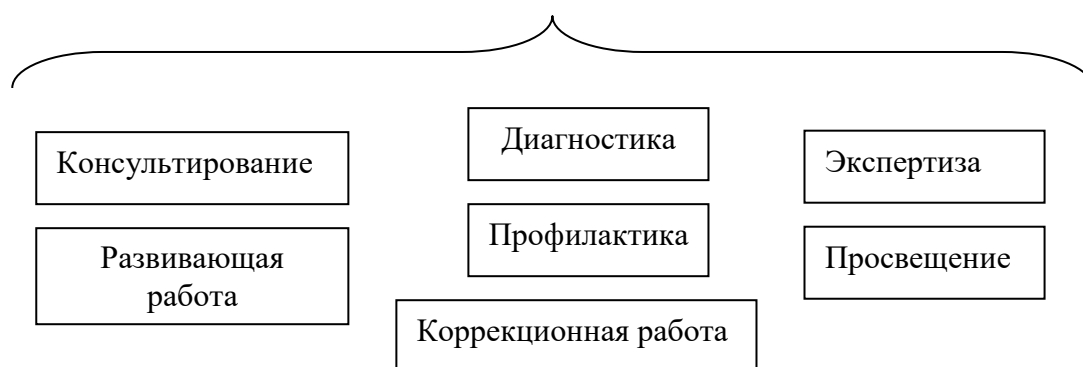 Диагностика
Консультирование
Экспертиза
Профилактика
Развивающая
работа
Просвещение
Коррекционная работа